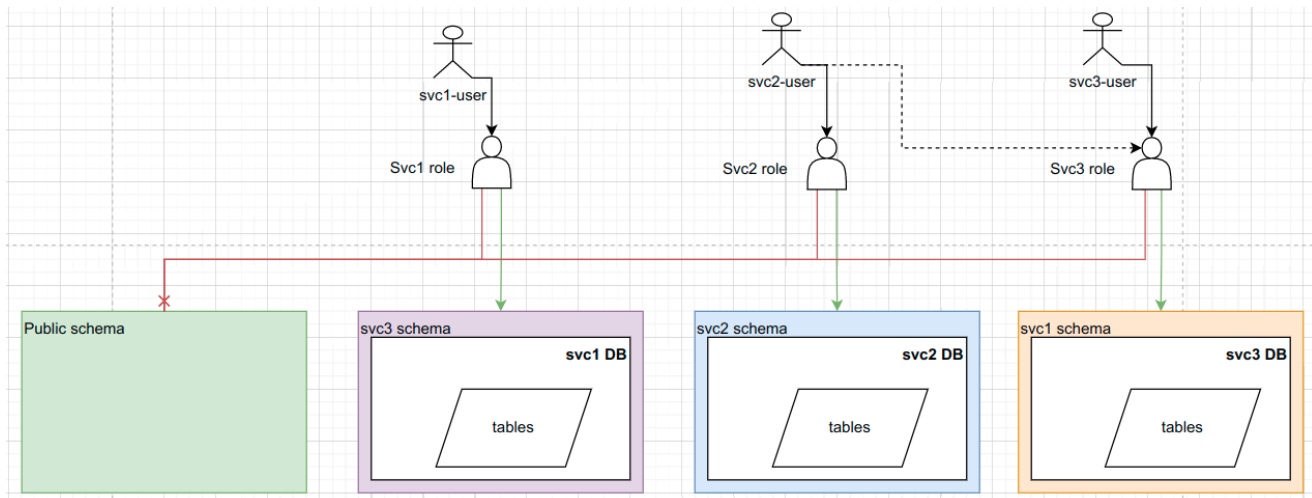 svc1-user
svc2-user
svc3-user
Svc1 role
Svc2 role
Svc3 role
Public schema
svc3 schema
svc1 DB
tables
svc2 schema
svc2 DB
tables
svc1 schema
svc3 DB
tables